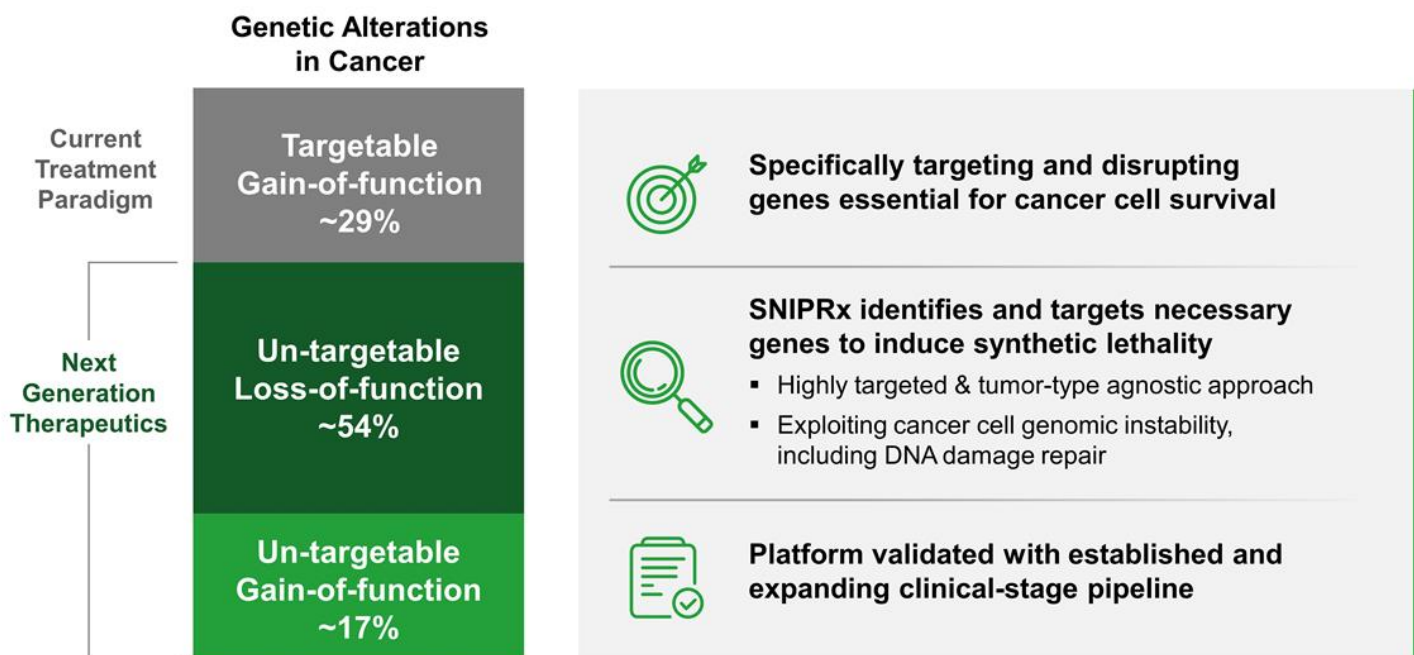 Genetic Alterations
in Cancer
Current
Treatment
Paradigm
Targetable
Gain-of-function
~29%
Next
Generation
Therapeutics
Un-targetable
Loss-of-function
~54%
Un-targetable
Gain-of-function
~17%
Specifically targeting and disrupting
genes essential for cancer cell survival
SNIPRx identifies and targets necessary
genes to induce synthetic lethality
▪ Highly targeted & tumor-type agnostic approach
▪ Exploiting cancer cell genomic instability,
including DNA damage repair
Platform validated with established and
expanding clinical-stage pipeline